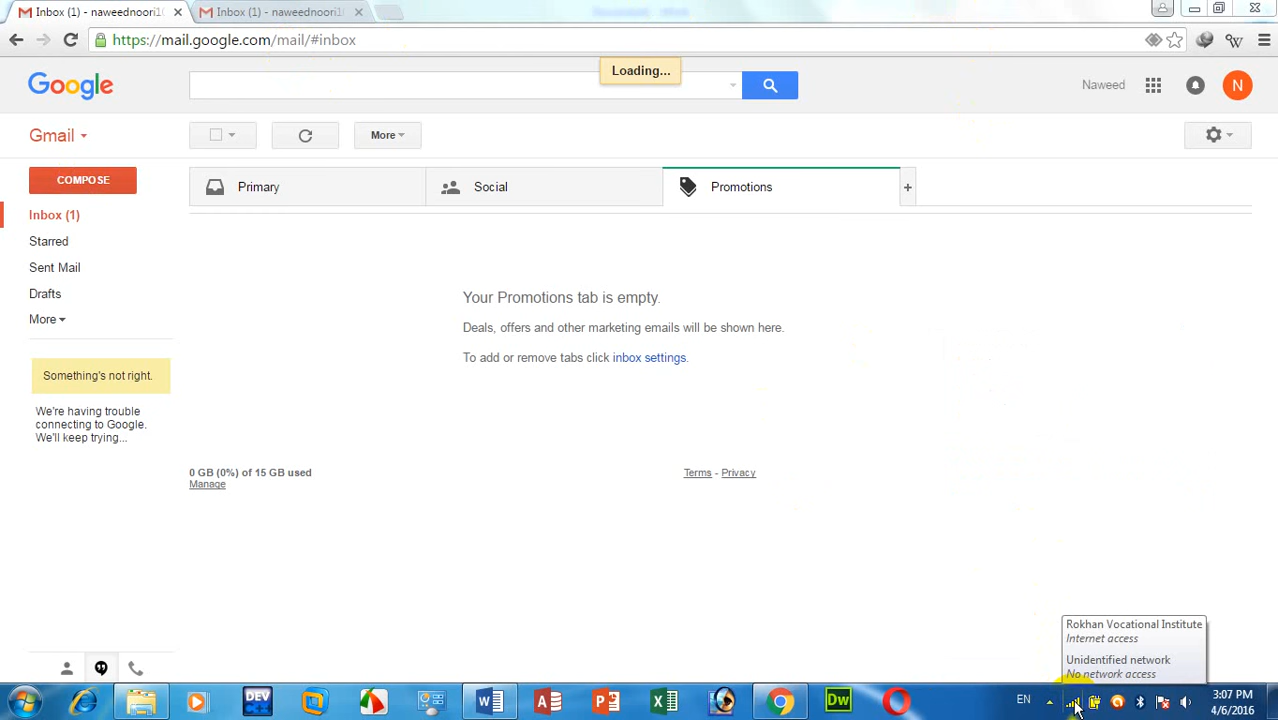 Inbox (1) - naweednoori1
Inbox (1) - naweednoori1
https://mail.google.com/mail/#inbox
Loading...
Google
Naweed
N
Gmail
More
COMPOSE
Primary
Social
Promotions
+
Inbox (1)
Starred
Sent Mail
Drafts
More
Your Promotions tab is empty.
Deals, offers and other marketing emails will be shown here.
To add or remove tabs click inbox settings.
Something's not right.
We're having trouble
connecting to Google.
We'll keep trying...
0 GB (0%) of 15 GB used
Manage
Terms - Privacy
Rokhan Vocational Institute
Internet access
Unidentified network
No network access
DEV
EN
3:07 PM
4/6/2016
Dw